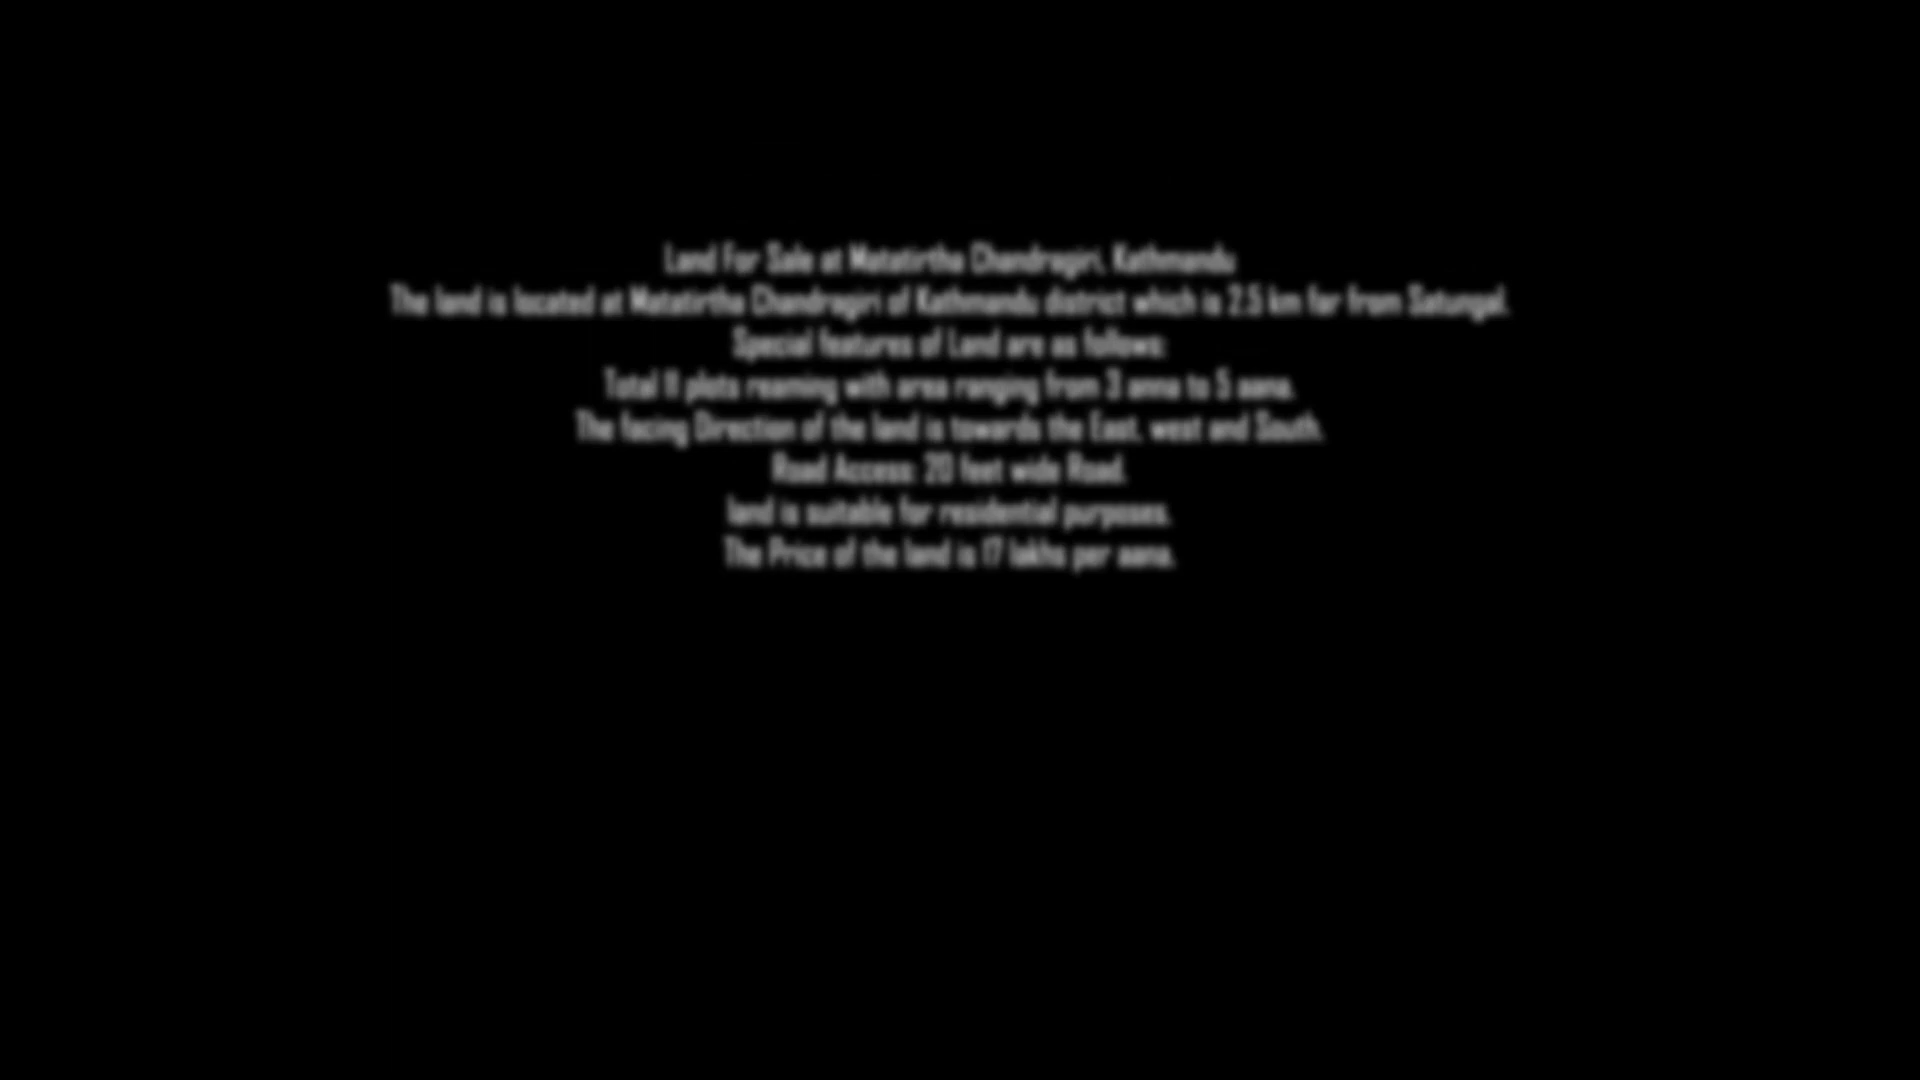 Land For Sale at Matatirtha Chandragiri, Kathmandu
The land is located at Matatirtha Chandragiri of Kathmandu district which is 2.5 km far from Satungal.
Special features of Land are as follows:
Total 11 plots reaming with area ranging from 3 anna to 5 aana.
The facing Direction of the land is towards the East, west and South.
Road Access: 20 feet wide Road.
land is suitable for residential purposes.
The Price of the land is 17 lakhs per aana.